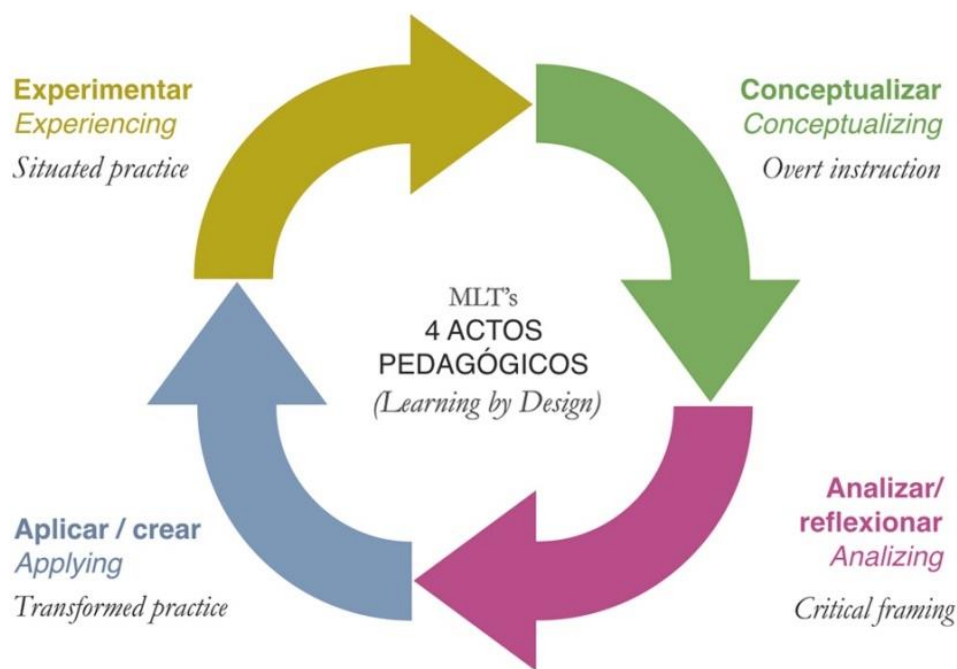 Experimentar
Experiencing
Situated practice
Conceptualizar
Conceptualizing
Overt instruction
MLT's
4 ACTOS
PEDAGÓGICOS
(Learning by Design)
Aplicar / crear
Applying
Transformed practice
Analizar/
reflexionar
Analizing
Critical framing